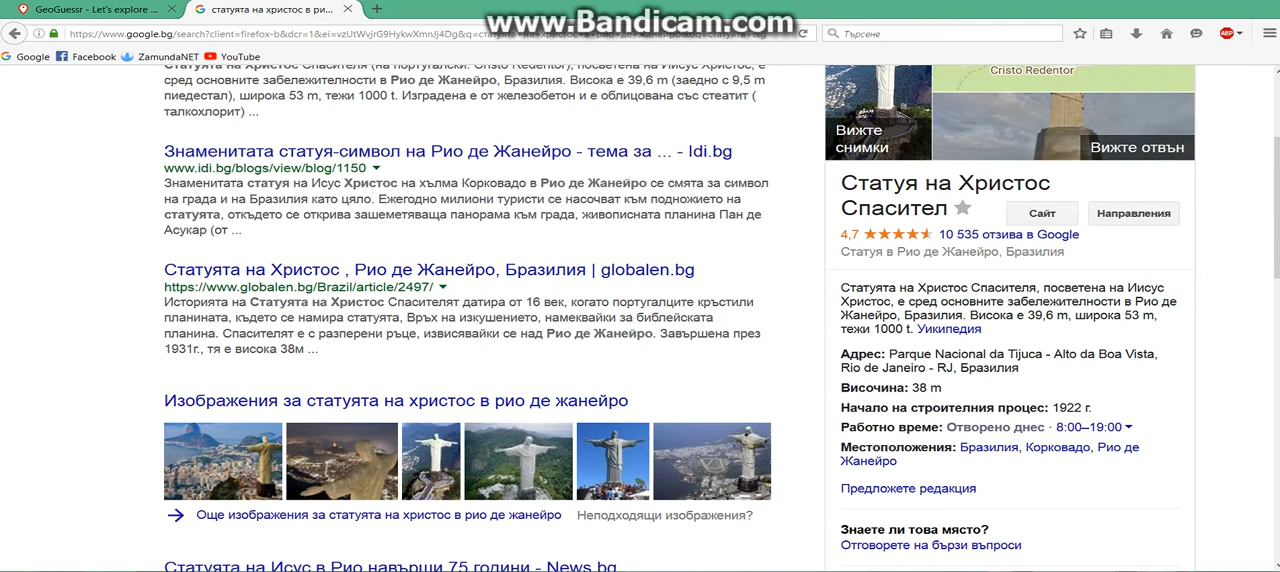 GeoGuessr - Let's explore ...
статуята на христос в ри...
www.Bandicam.com
Търсене
ABP
Google
Facebook
ZamundaNET
YouTube
Статуята на Христос Спасителя (на португалски: Cristo Redentor), посветена на Иисус Христос, е
сред основните забележителности в Рио де Жанейро, Бразилия. Висока е 39,6 m (заедно с 9,5 m
пиедестал), широка 53 m, тежи 1000 t. Изградена е от железобетон и е облицована със стеатит (
талкохлорит) ...
Знаменитата статуя-символ на Рио де Жанейро - тема за ... - Idi.bg
www.idi.bg/blogs/view/blog/1150
Знаменитата статуя на Исус Христос на хълма Корковадо в Рио де Жанейро се смята за символ
на града и на Бразилия като цяло. Ежегодно милиони туристи се насочват към подножието на
статуята, откъдето се открива зашеметяваща панорама към града, живописната планина Пан де
Асукар (от ...
Статуята на Христос , Рио де Жанейро, Бразилия | globalen.bg
https://www.globalen.bg/Brazil/article/2497/
Историята на Статуята на Христос Спасителят датира от 16 век, когато португалците кръстили
планината, където се намира статуята, Връх на изкушението, намеквайки за библейската
планина. Спасителят е с разперени ръце, извисявайки се над Рио де Жанейро. Завършена през
1931г., тя е висока 38м ...
Изображения за статуята на христос в рио де жанейро
Още изображения за статуята на христос в рио де жанейро
Неподходящи изображения?
Статуята на Исус в Рио навърши 75 години - News.bg
Cristo Redentor
Вижте
снимки
Вижте отвън
Статуя на Христос
Спасител
Сайт
Направления
4,7
10 535 отзива в Google
Статуя в Рио де Жанейро, Бразилия
Статуята на Христос Спасителя, посветена на Иисус
Христос, е сред основните забележителности в Рио де
Жанейро, Бразилия. Висока е 39,6 m, широка 53 m,
тежи 1000 t. Уикипедия
Адрес: Parque Nacional da Tijuca - Alto da Boa Vista,
Rio de Janeiro - RJ, Бразилия
Височина: 38 m
Начало на строителния процес: 1922 г.
Работно време: Отворено днес · 8:00–19:00
Местоположения: Бразилия, Корковадо, Рио де
Жанейро
Предложете редакция
Знаете ли това място?
Отговорете на бързи въпроси